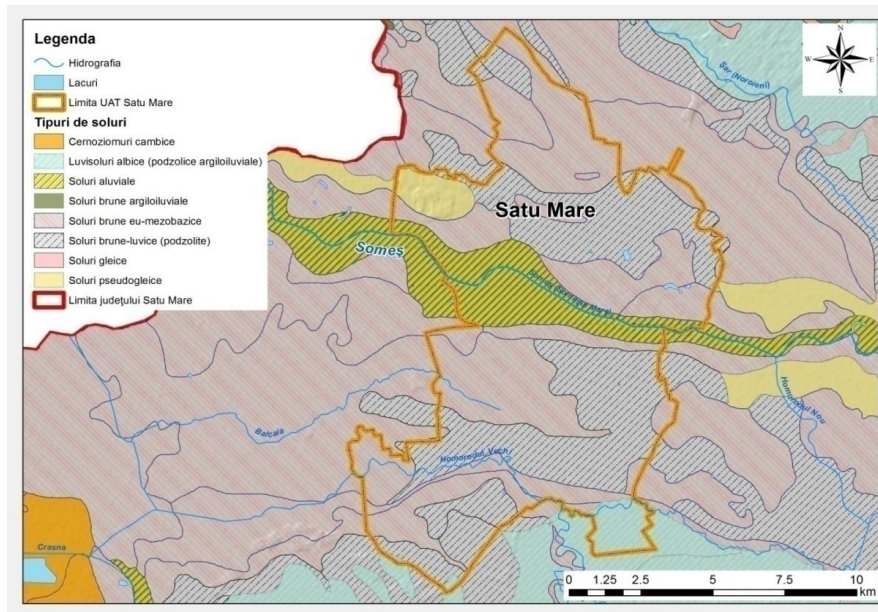 Legenda
Hidrografia
Lacuri
Limita UAT Satu Mare
Tipuri de soluri
Cernoziomuri cambice
Luvisoluri albice (podzolice argiloiluviale)
Soluri aluviale
Soluri brune argiloiluviale
Soluri brune eu-mezobazice
Soluri brune-luvice (podzolite)
Soluri gleice
Soluri pseudogleice
Limita județului Satu Mare
N
W
E
S
Șar (Noroieni)
Satu Mare
Someș
Homorodul Nou
Balcaia
Homorodul Vechi
Crasna
0 1.25 2.5 5 7.5 10
km